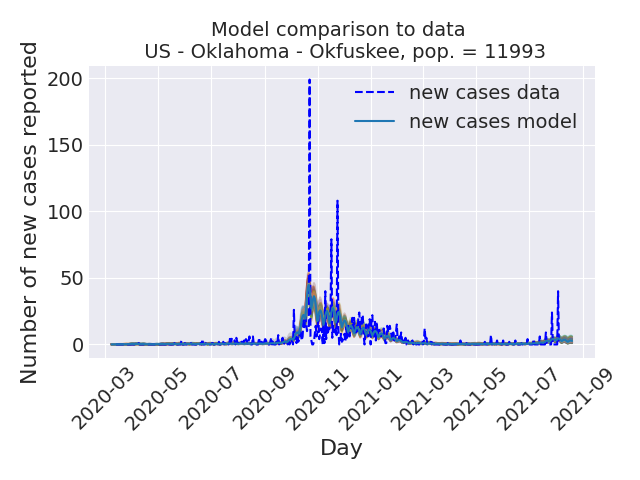 Model comparison to data
US - Oklahoma - Okfuskee, pop. = 11993
Number of new cases reported
200
150
100
50
0
new cases data
new cases model
2020-03
2020-05
2020-07
2020-09
2020-11
2021-01
2021-03
2021-05
2021-07
2021-09
Day